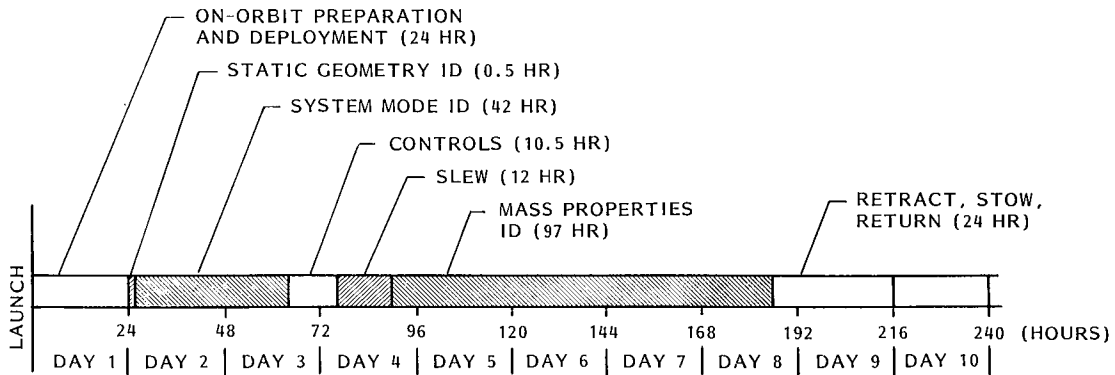 ON-ORBIT PREPARATION
AND DEPLOYMENT (24 HR)
STATIC GEOMETRY ID (0.5 HR)
SYSTEM MODE ID (42 HR)
CONTROLS (10.5 HR)
SLEW (12 HR)
MASS PROPERTIES
ID (97 HR)
RETRACT, STOW,
RETURN (24 HR)
LAUNCH
24 48 72 96 120 144 168 192 216 240 (HOURS)
DAY 1 DAY 2 DAY 3 DAY 4 DAY 5 DAY 6 DAY 7 DAY 8 DAY 9 DAY 10